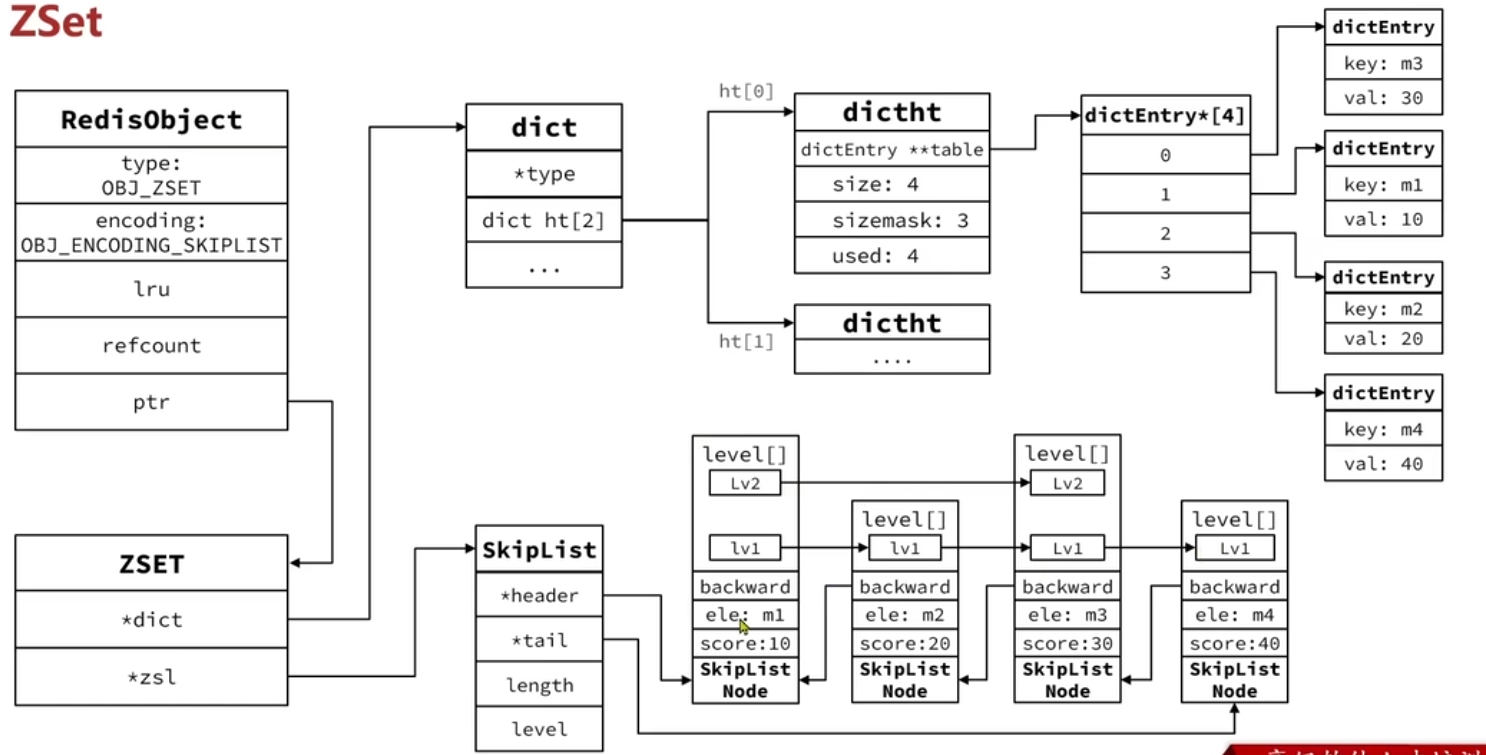 ZSet
RedisObject
type:
OBJ_ZSET
encoding:
OBJ_ENCODING_SKIPLIST
lru
refcount
ptr
ZSET
*dict
*zsl
dict
*type
dict ht[2]
...
ht[0]
ht[1]
dictht
dictEntry **table
size: 4
sizemask: 3
used: 4
dictht
....
dictEntry*[4]
0
1
2
3
dictEntry
key: m3
val: 30
dictEntry
key: m1
val: 10
dictEntry
key: m2
val: 20
dictEntry
key: m4
val: 40
SkipList
*header
*tail
length
level
level[]
Lv2
lv1
backward
ele: m1
score:10
SkipList
Node
level[]
lv1
backward
ele: m2
score:20
SkipList
Node
level[]
Lv2
Lv1
backward
ele: m3
score:30
SkipList
Node
level[]
Lv1
backward
ele: m4
score:40
SkipList
Node